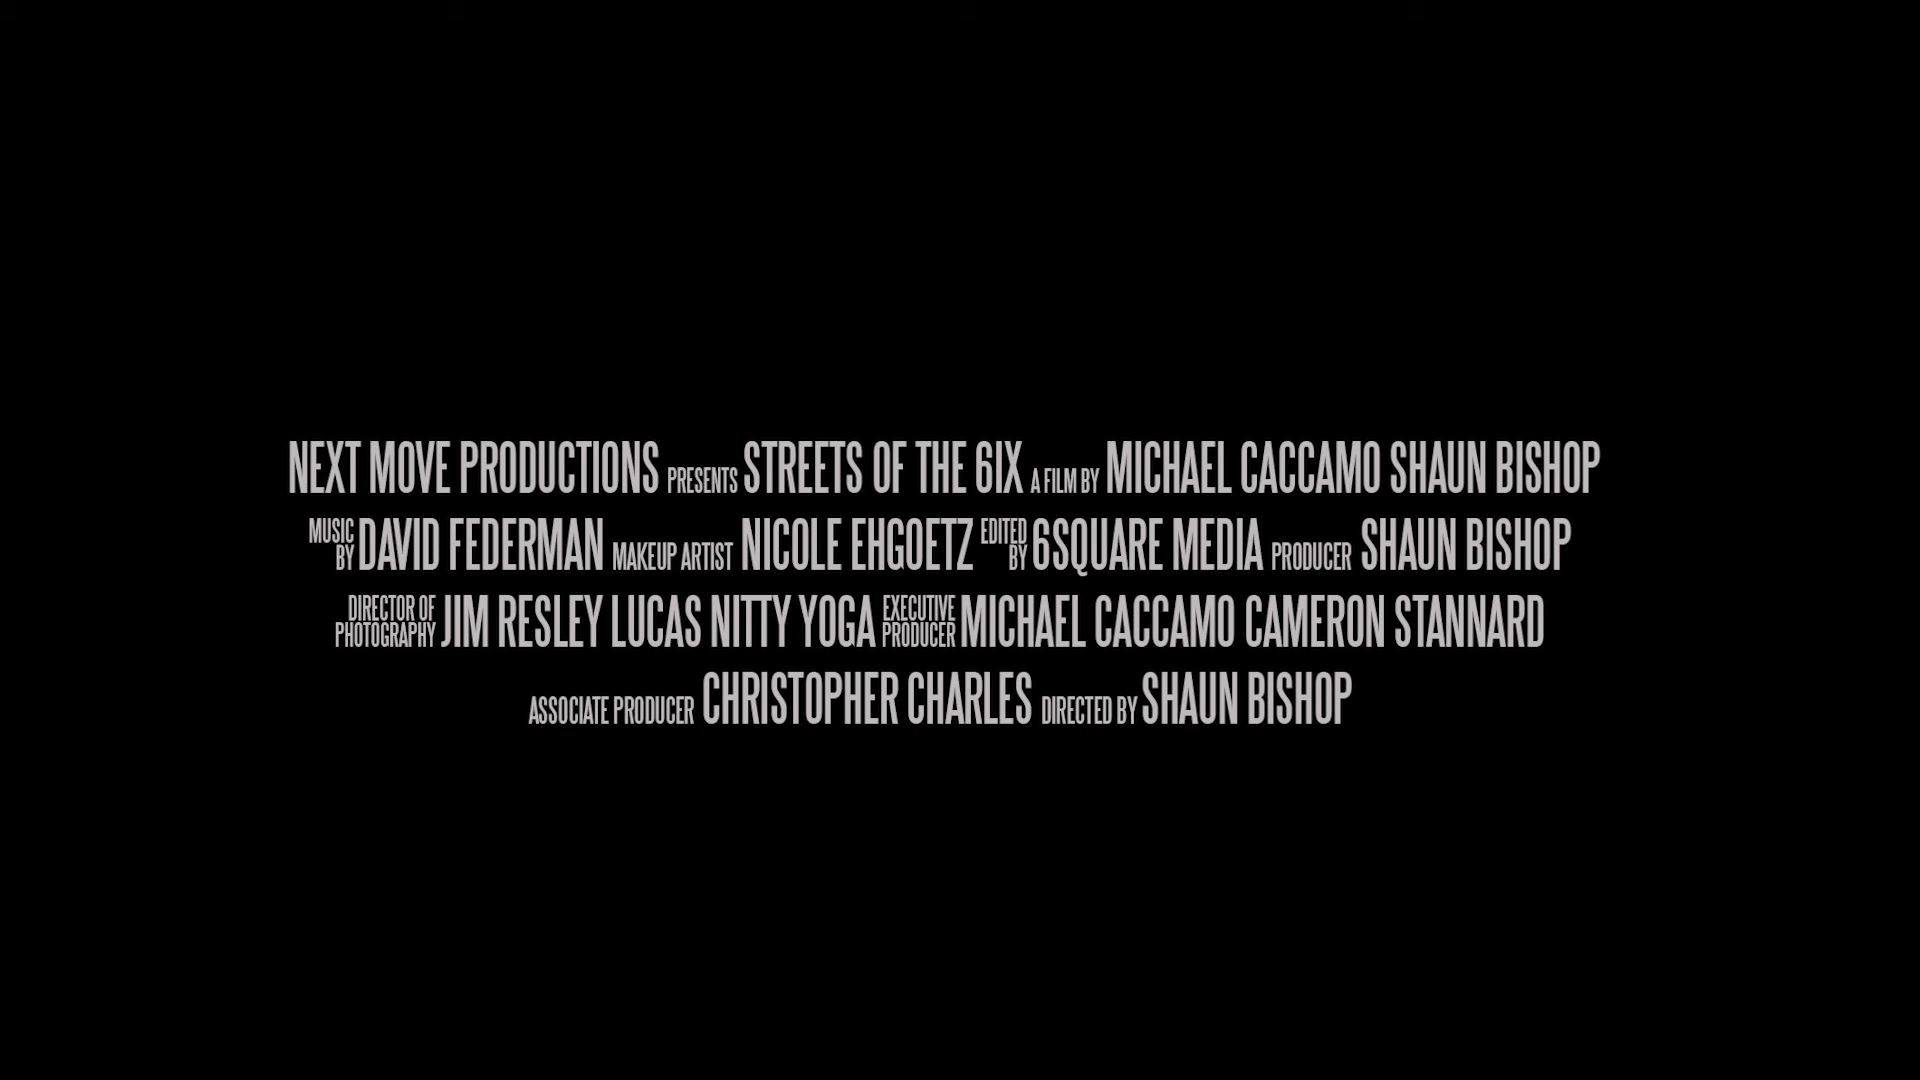 NEXT MOVE PRODUCTIONS PRESENTS STREETS OF THE 6IX A FILM BY MICHAEL CACCAMO SHAUN BISHOP
MUSIC BY DAVID FEDERMAN MAKEUP ARTIST NICOLE EHGOETZ EDITED BY 6SQUARE MEDIA PRODUCER SHAUN BISHOP
DIRECTOR OF PHOTOGRAPHY JIM RESLEY LUCAS NITTY YOGA EXECUTIVE PRODUCER MICHAEL CACCAMO CAMERON STANNARD
ASSOCIATE PRODUCER CHRISTOPHER CHARLES DIRECTED BY SHAUN BISHOP